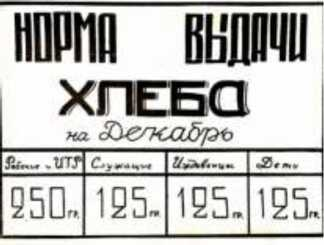 НОРМА ВЫДАЧИ
ХЛЕБА
на Декабрь
Рабочие и ИТР Служащие Иждивенцы Дети
250 гр. 125 гр. 125 гр. 125 гр.